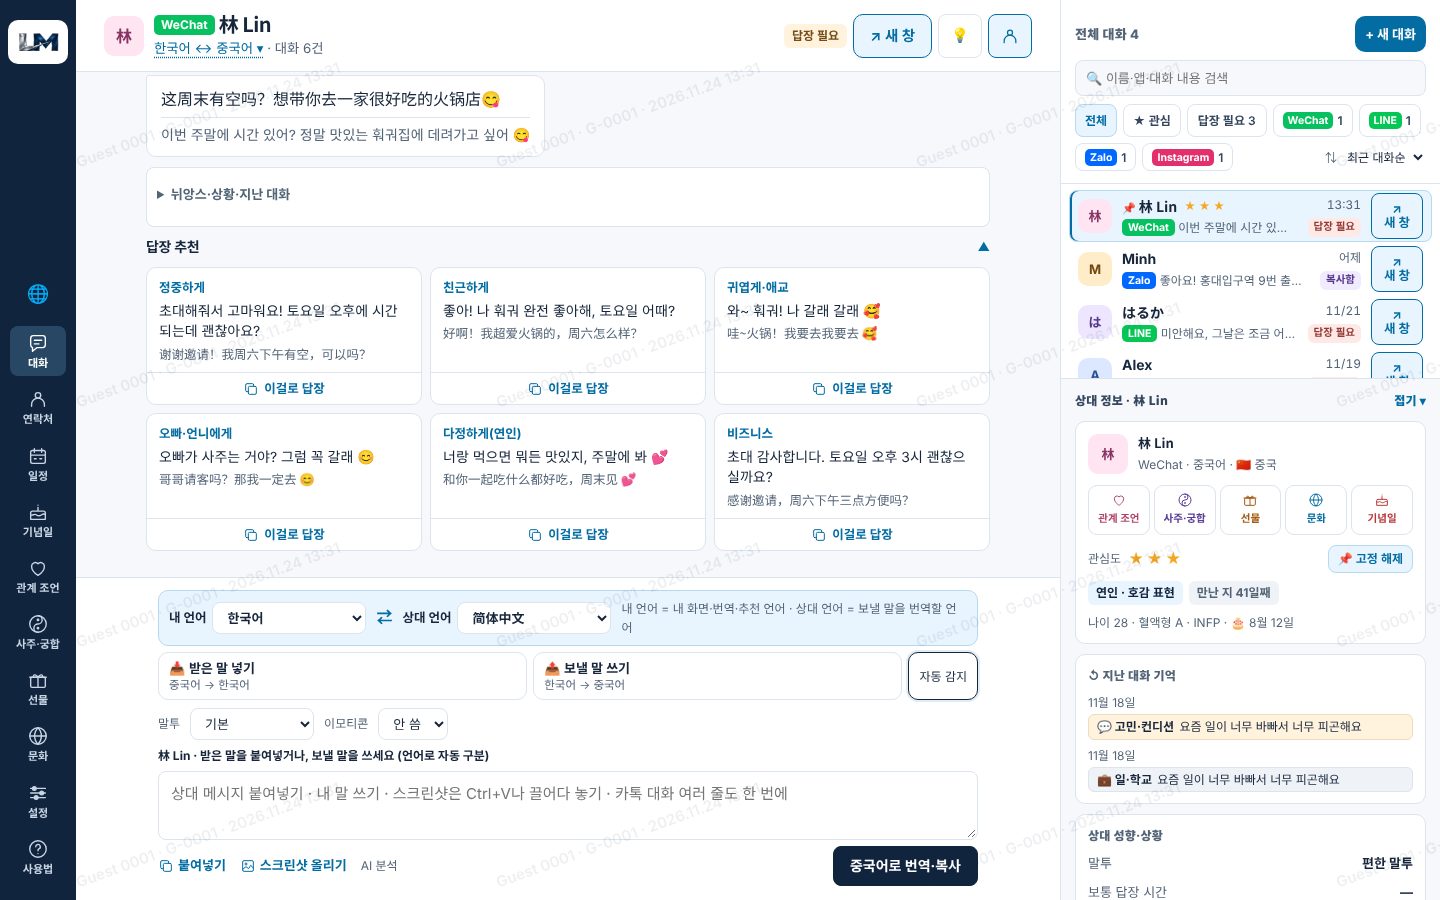 LM
대화
연락처
일정
기념일
관계 조언
사주·궁합
선물
문화
설정
사용법
林
WeChat 林 Lin
한국어 ↔ 중국어 ▾ · 대화 6건
답장 필요
새 창
这周末有空吗？想带你去一家很好吃的火锅店😋
이번 주말에 시간 있어? 정말 맛있는 훠궈집에 데려가고 싶어 😋
▶ 뉘앙스·상황·지난 대화
답장 추천
정중하게
초대해줘서 고마워요! 토요일 오후에 시간
되는데 괜찮아요?
谢谢邀请！我周六下午有空，可以吗？
이걸로 답장
친근하게
좋아! 나 훠궈 완전 좋아해, 토요일 어때?
好啊！我超爱火锅的，周六怎么样？
이걸로 답장
귀엽게·애교
와~ 훠궈! 나 갈래 갈래 🥰
哇~火锅！我要去我要去 🥰
이걸로 답장
오빠·언니에게
오빠가 사주는 거야? 그럼 꼭 갈래 😊
哥哥请客吗？那我一定去 😊
이걸로 답장
다정하게(연인)
너랑 먹으면 뭐든 맛있지, 주말에 봐 💕
和你一起吃什么都好吃，周末见 💕
이걸로 답장
비즈니스
초대 감사합니다. 토요일 오후 3시 괜찮으
실까요?
感谢邀请，周六下午三点方便吗？
이걸로 답장
내 언어 한국어 ⇄ 상대 언어 简体中文
내 언어 = 내 화면·번역·추천 언어 · 상대 언어 = 보낼 말을 번역할 언
어
📥 받은 말 넣기
중국어 → 한국어
📤 보낼 말 쓰기
한국어 → 중국어
자동 감지
말투 기본 이모티콘 안 씀
林 Lin · 받은 말을 붙여넣거나, 보낼 말을 쓰세요 (언어로 자동 구분)
상대 메시지 붙여넣기 · 내 말 쓰기 · 스크린샷은 Ctrl+V나 끌어다 놓기 · 카톡 대화 여러 줄도 한 번에
붙여넣기 스크린샷 올리기 AI 분석
중국어로 번역·복사
전체 대화 4
+ 새 대화
🔍 이름·앱·대화 내용 검색
전체 ★ 관심 답장 필요 3 WeChat 1 LINE 1
Zalo 1 Instagram 1 최근 대화순
林
📌 林 Lin ★ ★ ★ 13:31
WeChat 이번 주말에 시간 있... 답장 필요
새 창
M
Minh 어제
Zalo 좋아요! 홍대입구역 9번 출... 복사함
새 창
は
はるか 11/21
LINE 미안해요, 그날은 조금 어... 답장 필요
새 창
A
Alex 11/19
새 창
상대 정보 · 林 Lin
접기 ▾
林
林 Lin
WeChat · 중국어 · 🇨🇳 중국
관계 조언 사주·궁합 선물 문화 기념일
관심도 ★ ★ ★
📌 고정 해제
연인 · 호감 표현 만난 지 41일째
나이 28 · 혈액형 A · INFP · 🎂 8월 12일
지난 대화 기억
11월 18일
💬 고민·컨디션 요즘 일이 너무 바빠서 너무 피곤해요
11월 18일
💼 일·학교 요즘 일이 너무 바빠서 너무 피곤해요
상대 성향·상황
말투 편한 말투
보통 답장 시간 —
Guest 0001 · G-0001 · 2026.11.24 13:31